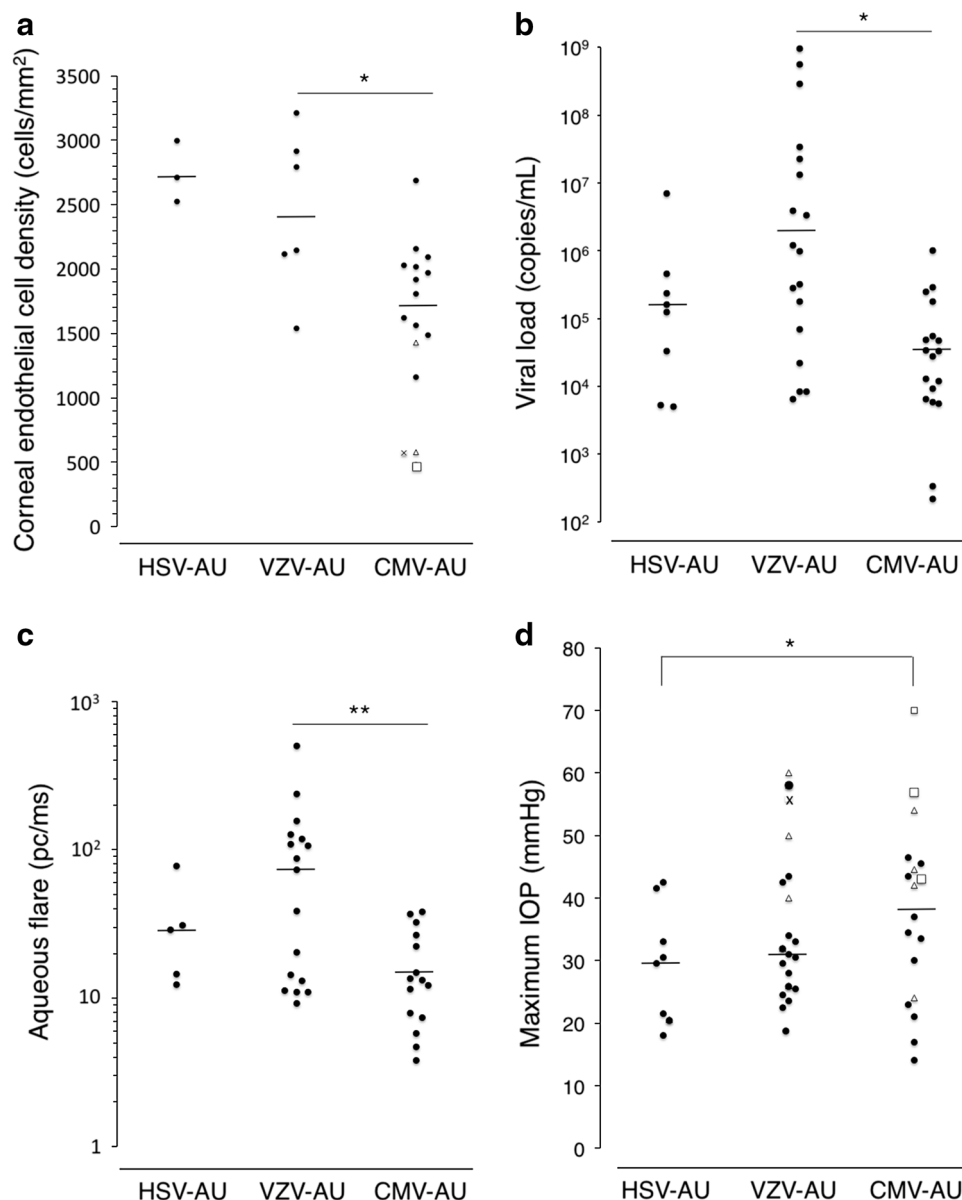 a
Corneal endothelial cell density (cells/mm²)
3500
3000
2500
2000
1500
1000
500
0
*
HSV-AU VZV-AU CMV-AU
b
Viral load (copies/mL)
10⁹
10⁸
10⁷
10⁶
10⁵
10⁴
10³
10²
*
HSV-AU VZV-AU CMV-AU
c
Aqueous flare (pc/ms)
10³
10²
10
1
**
HSV-AU VZV-AU CMV-AU
d
Maximum IOP (mmHg)
80
70
60
50
40
30
20
10
0
*
HSV-AU VZV-AU CMV-AU